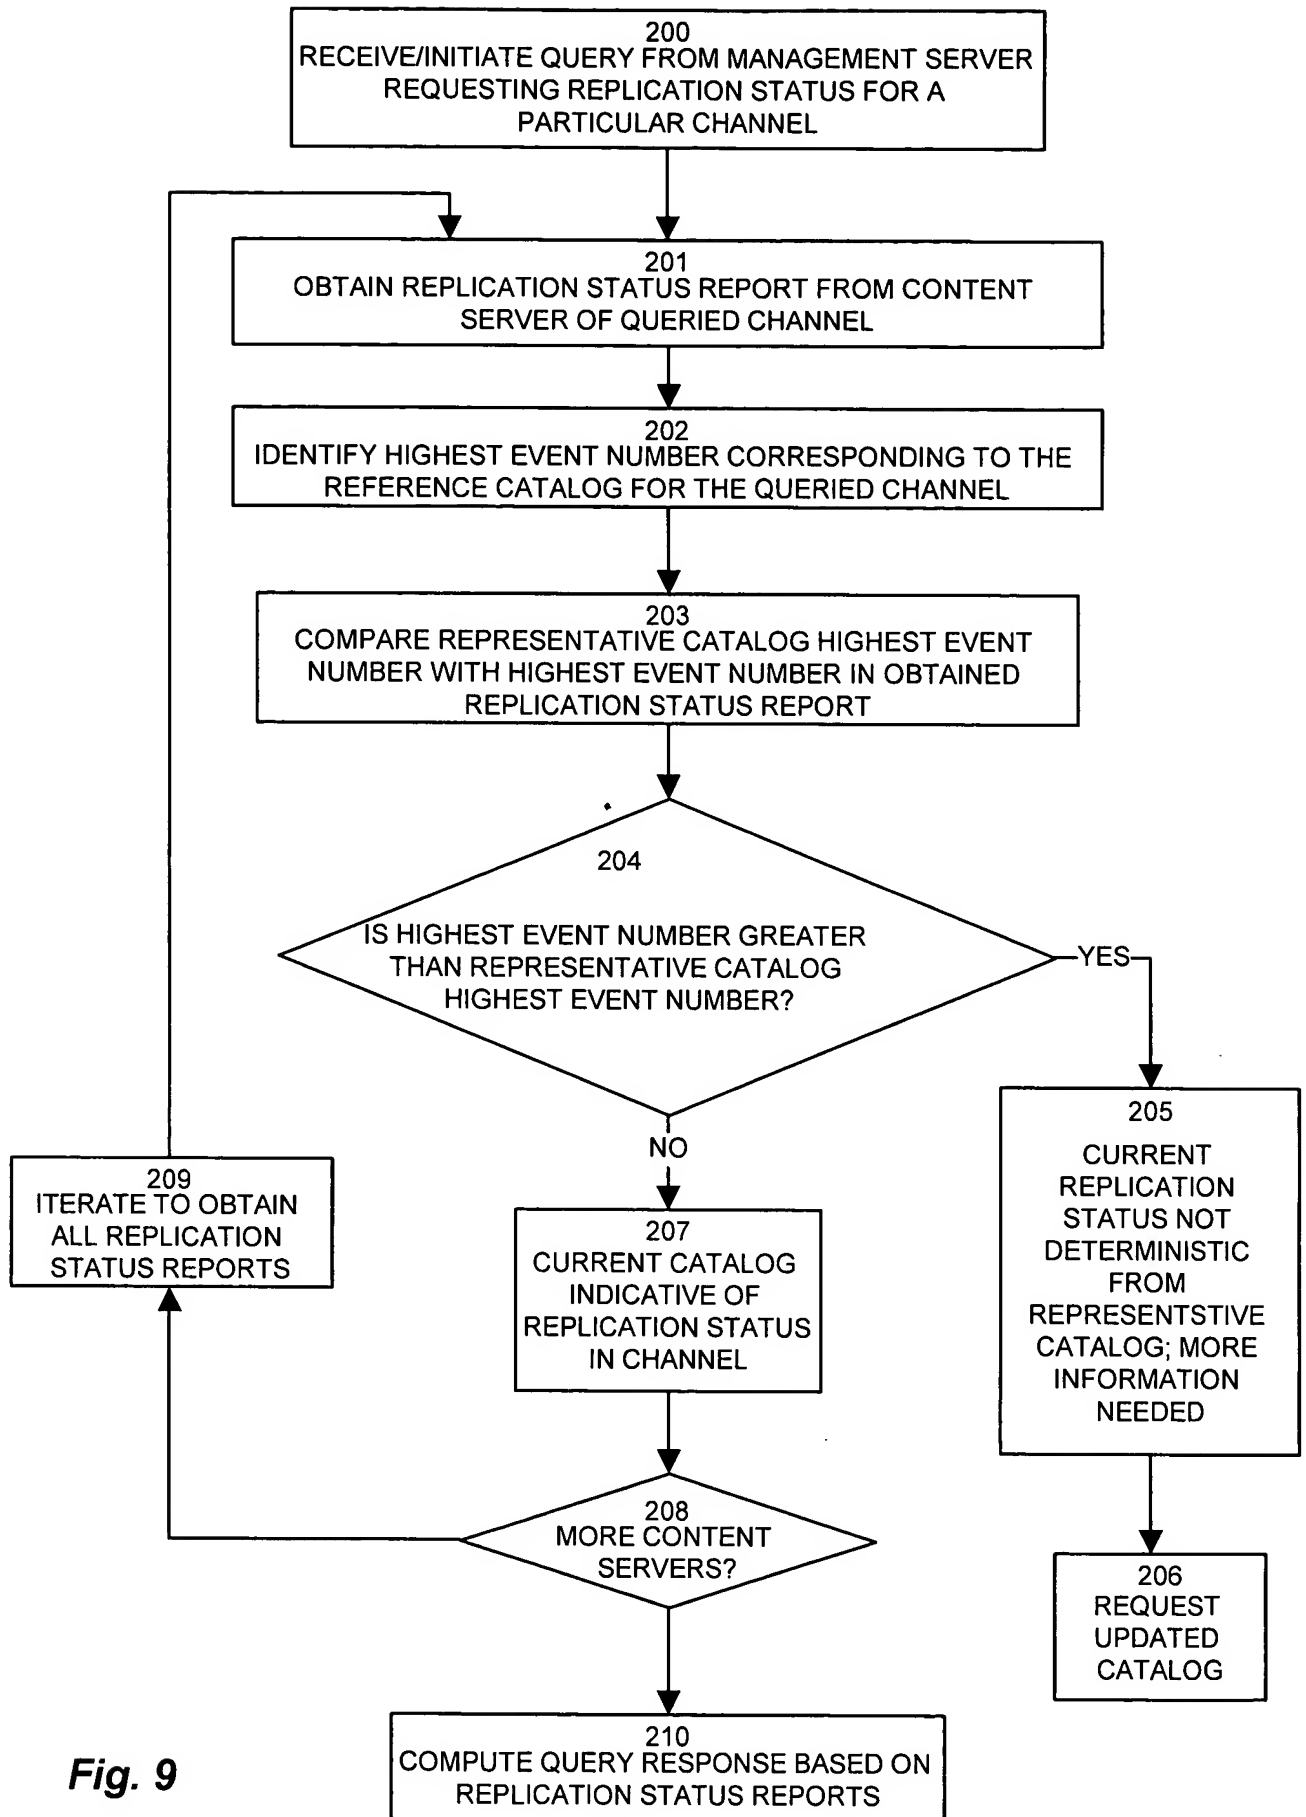 200
RECEIVE/INITIATE QUERY FROM MANAGEMENT SERVER
REQUESTING REPLICATION STATUS FOR A
PARTICULAR CHANNEL
201
OBTAIN REPLICATION STATUS REPORT FROM CONTENT
SERVER OF QUERIED CHANNEL
202
IDENTIFY HIGHEST EVENT NUMBER CORRESPONDING TO THE
REFERENCE CATALOG FOR THE QUERIED CHANNEL
203
COMPARE REPRESENTATIVE CATALOG HIGHEST EVENT
NUMBER WITH HIGHEST EVENT NUMBER IN OBTAINED
REPLICATION STATUS REPORT
204
IS HIGHEST EVENT NUMBER GREATER
THAN REPRESENTATIVE CATALOG
HIGHEST EVENT NUMBER?
YES
NO
205
CURRENT
REPLICATION
STATUS NOT
DETERMINISTIC
FROM
REPRESENTSTIVE
CATALOG; MORE
INFORMATION
NEEDED
206
REQUEST
UPDATED
CATALOG
207
CURRENT CATALOG
INDICATIVE OF
REPLICATION STATUS
IN CHANNEL
208
MORE CONTENT
SERVERS?
209
ITERATE TO OBTAIN
ALL REPLICATION
STATUS REPORTS
210
COMPUTE QUERY RESPONSE BASED ON
REPLICATION STATUS REPORTS
Fig. 9